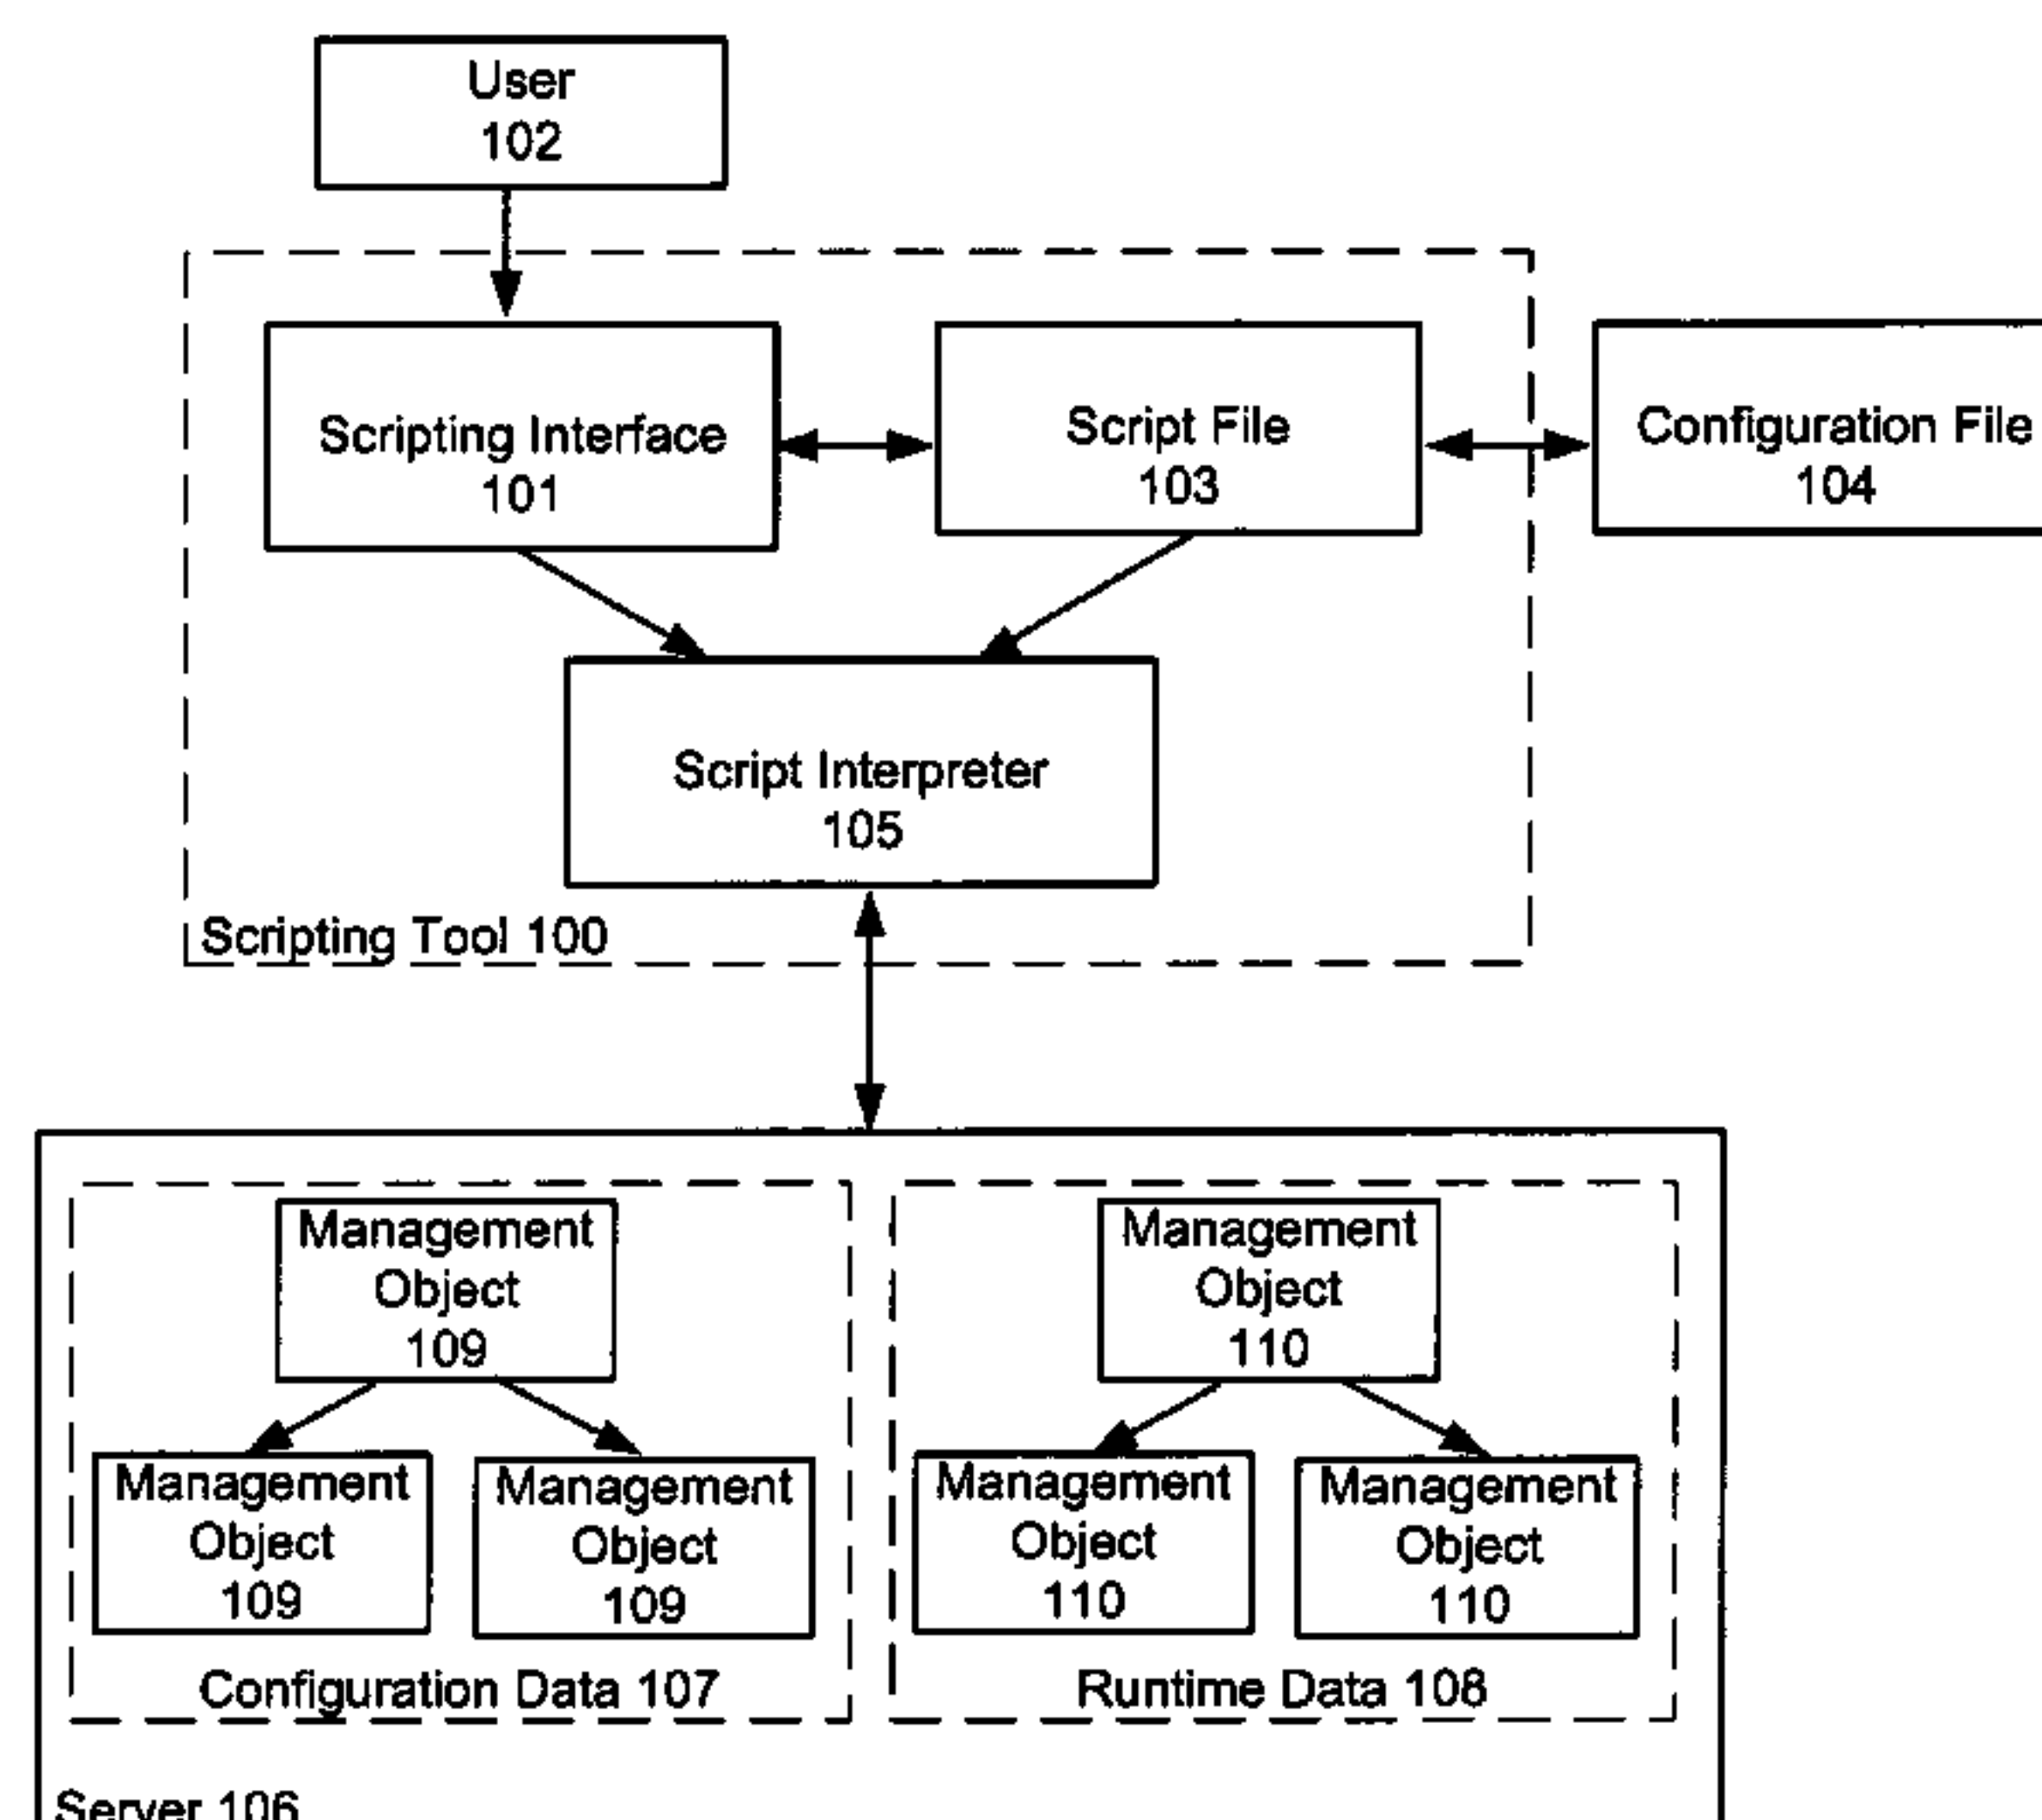 User
102
Scripting Interface
101
Script File
103
Configuration File
104
Script Interpreter
105
Scripting Tool 100
Management
Object
109
Management
Object
110
Management
Object
109
Management
Object
109
Management
Object
110
Management
Object
110
Configuration Data 107
Runtime Data 108
Server 106